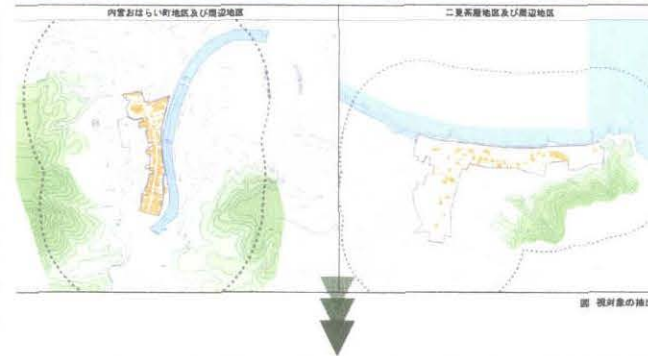 内宮おはらい町地区及び周辺地区
二見茶屋地区及び周辺地区
図 視対象の抽出